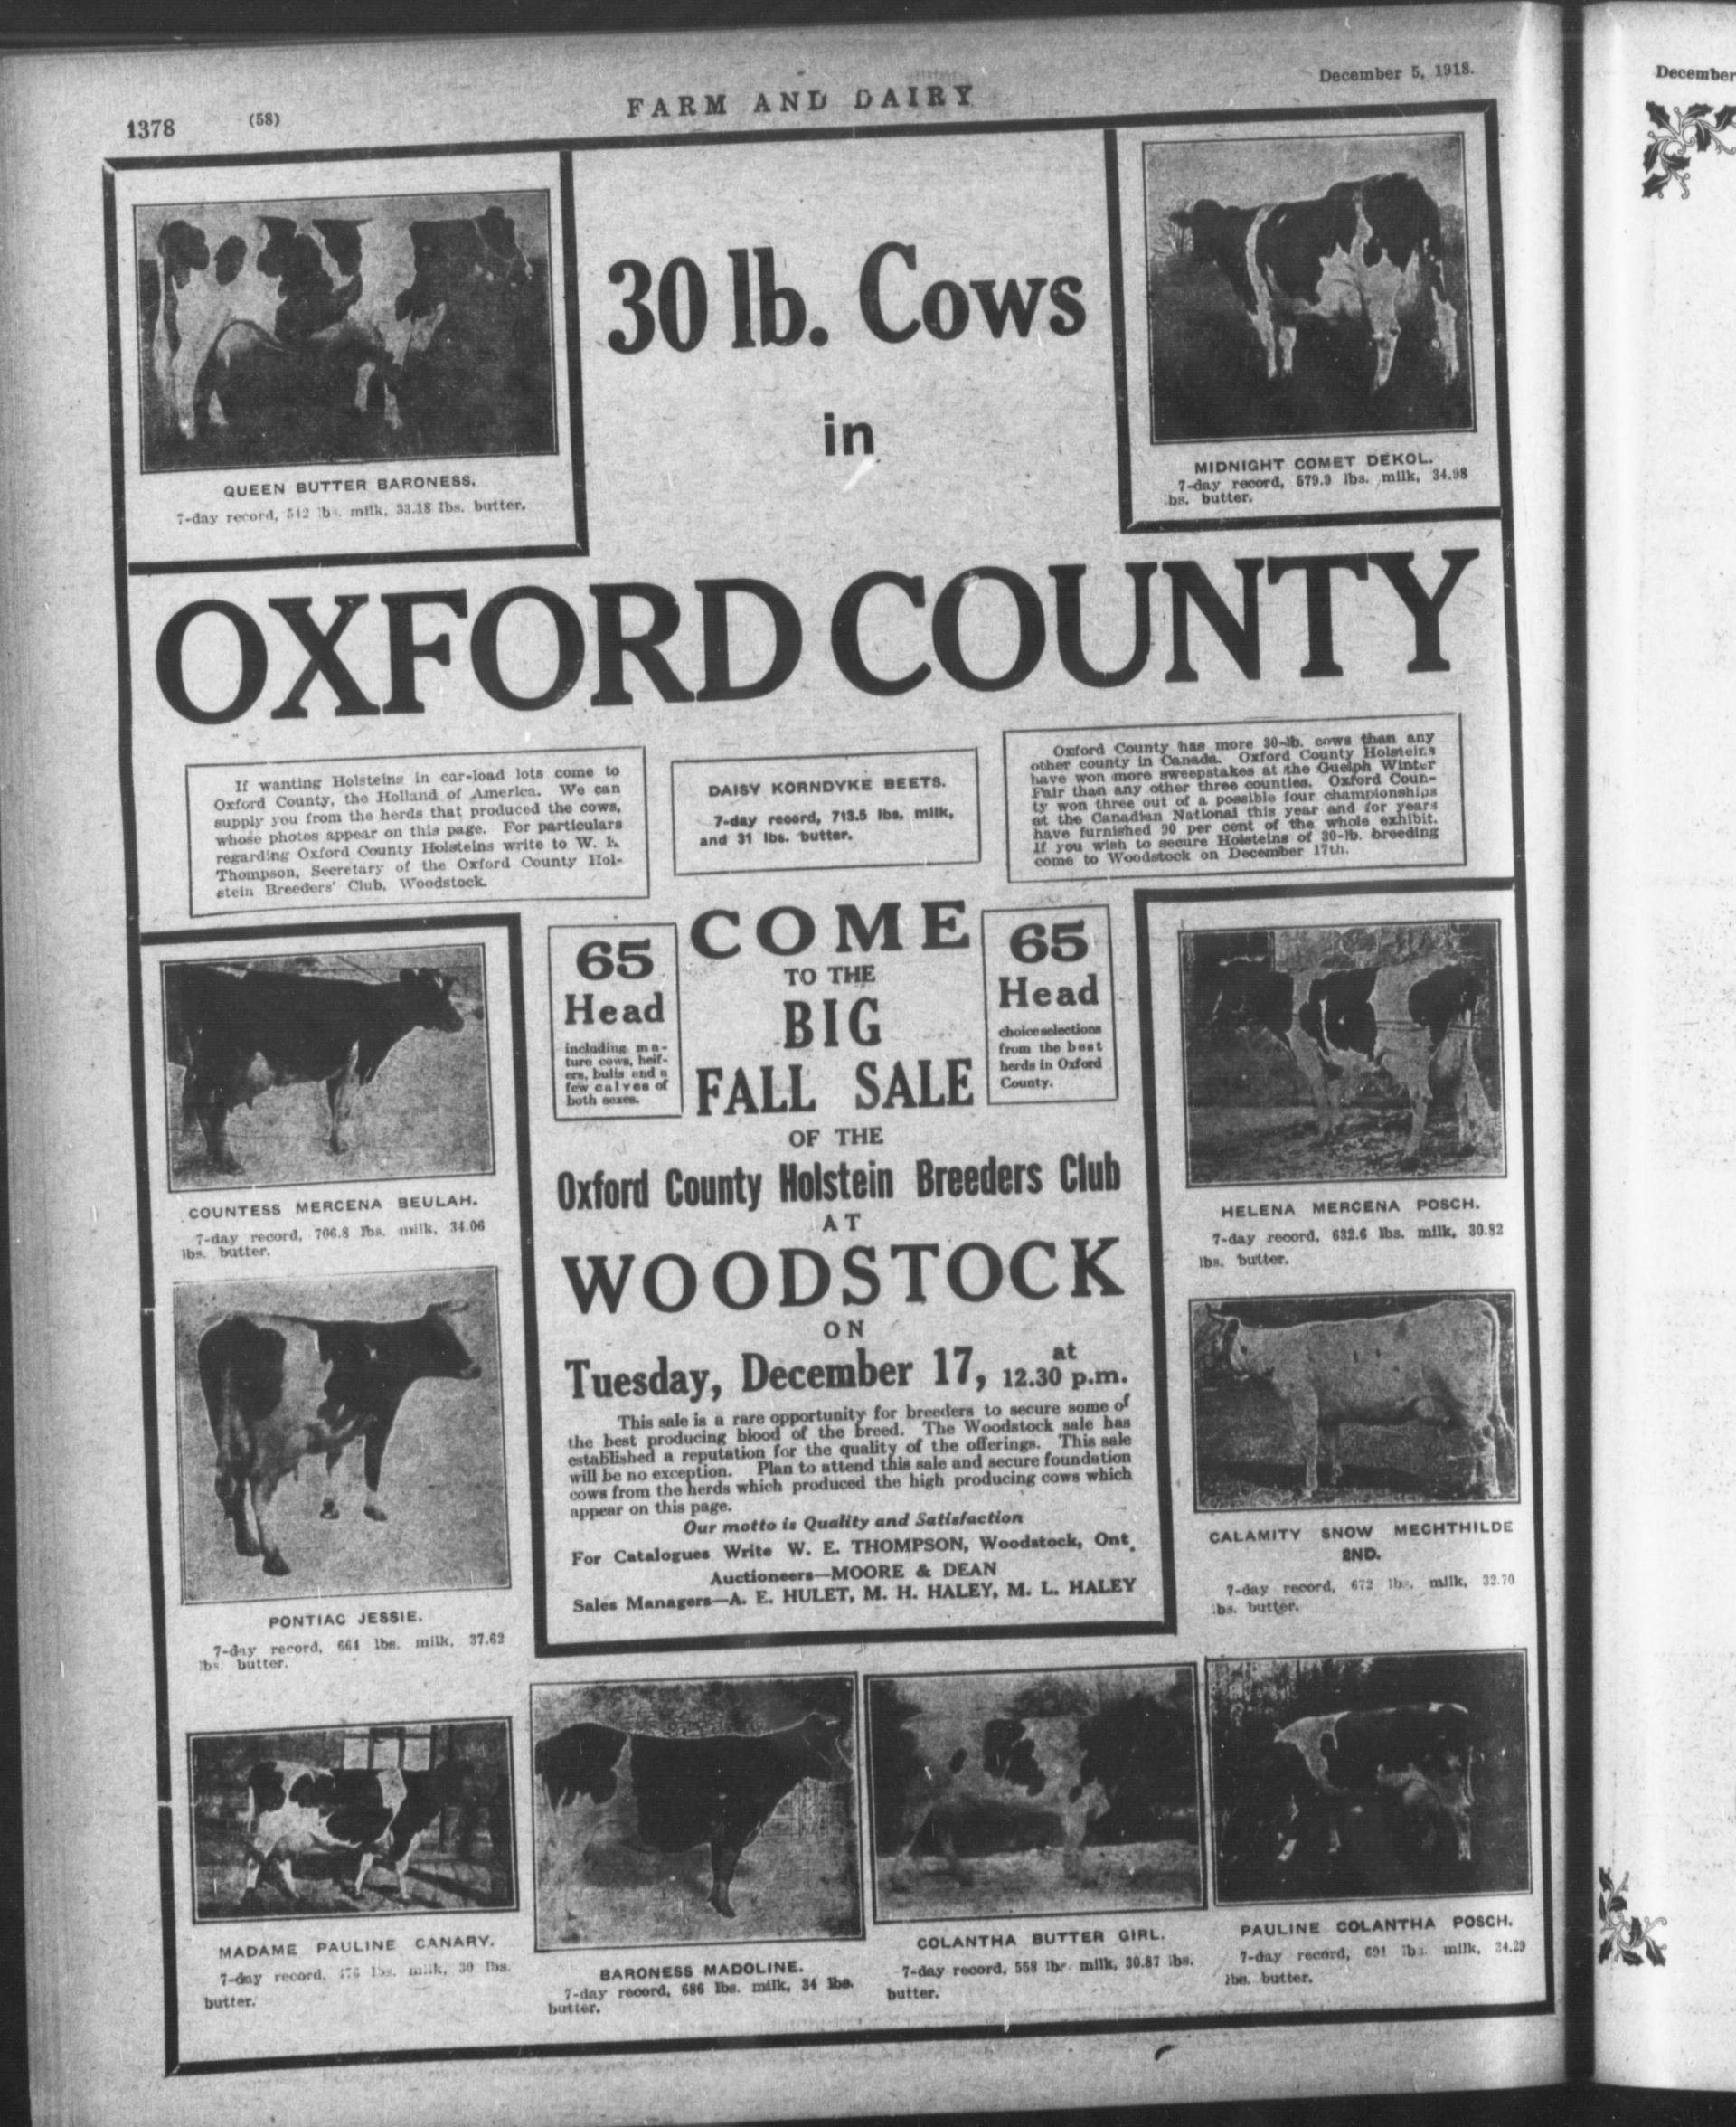 1378
(58)
FARM AND DAIRY
December 5, 1918.
December
QUEEN BUTTER BARONESS.
7-day record, 512 lbs. milk, 33.18 lbs. butter.
30 lb. Cows
in
MIDNIGHT COMET DEKOL.
7-day record, 579.9 lbs. milk, 34.98
lbs. butter.
OXFORD COUNTY
If wanting Holsteins in car-load lots come to
Oxford County, the Holland of America. We can
supply you from the herds that produced the cows,
whose photos appear on this page. For particulars
regarding Oxford County Holsteins write to W. E.
Thompson, Secretary of the Oxford County Hol-
stein Breeders' Club, Woodstock.
DAISY KORNDYKE BEETS.
7-day record, 713.5 lbs. milk,
and 31 lbs. butter.
Oxford County has more 30-lb. cows than any
other county in Canada. Oxford County Holsteins
have won more sweepstakes at the Guelph Winter
Fair than any other three counties. Oxford Coun-
ty won three out of a possible four championships
at the Canadian National this year and for years
have furnished 90 per cent of the whole exhibit.
If you wish to secure Holsteins of 30-lb. breeding
come to Woodstock on December 17th.
COUNTESS MERCENA BEULAH.
7-day record, 706.8 lbs. milk, 34.06
lbs. butter.
PONTIAC JESSIE.
7-day record, 664 lbs. milk, 37.62
lbs. butter.
65
Head
including ma-
ture cows, heif-
ers, bulls and a
few calves of
both sexes.
COME
TO THE
BIG
FALL SALE
65
Head
choice selections
from the best
herds in Oxford
County.
OF THE
Oxford County Holstein Breeders Club
AT
WOODSTOCK
ON
Tuesday, December 17, at 12.30 p.m.
This sale is a rare opportunity for breeders to secure some of
the best producing blood of the breed. The Woodstock sale has
established a reputation for the quality of the offerings. This sale
will be no exception. Plan to attend this sale and secure foundation
cows from the herds which produced the high producing cows which
appear on this page.
Our motto is Quality and Satisfaction
For Catalogues Write W. E. THOMPSON, Woodstock, Ont.
Auctioneers—MOORE & DEAN
Sales Managers—A. E. HULET, M. H. HALEY, M. L. HALEY
HELENA MERCENA POSCH.
7-day record, 632.6 lbs. milk, 30.82
lbs. butter.
CALAMITY SNOW MECHTHILDE
2ND.
7-day record, 672 lbs. milk, 32.70
lbs. butter.
MADAME PAULINE CANARY.
7-day record, lbs. milk, 30 lbs.
butter.
BARONESS MADOLINE.
7-day record, 686 lbs. milk, 34 lbs.
butter.
COLANTHA BUTTER GIRL.
7-day record, 558 lbs. milk, 30.87 lbs.
butter.
PAULINE COLANTHA POSCH.
7-day record, 691 lbs. milk, 34.29
lbs. butter.